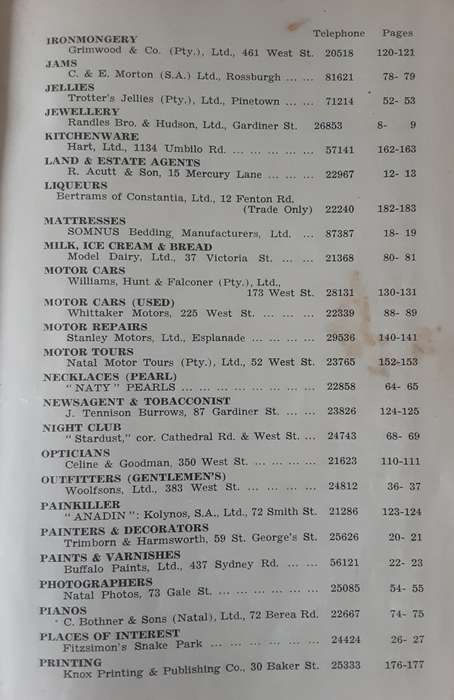 Telephone Pages
IRONMONGERY
Grimwood & Co. (Pty.), Ltd., 461 West St. 20518 120-121
JAMS
C. & E. Morton (S.A.) Ltd., Rossburgh ... ... 81621 78- 79
JELLIES
Trotter's Jellies (Pty.), Ltd., Pinetown ... ... 71214 52- 53
JEWELLERY
Randles Bro. & Hudson, Ltd., Gardiner St. 26853 8- 9
KITCHENWARE
Hart, Ltd., 1134 Umbilo Rd. ... ... ... ... ... 57141 162-163
LAND & ESTATE AGENTS
R. Acutt & Son, 15 Mercury Lane ... ... ... 22967 12- 13
LIQUEURS
Bertrams of Constantia, Ltd., 12 Fenton Rd.
(Trade Only) 22240 182-183
MATTRESSES
SOMNUS Bedding Manufacturers, Ltd. ... 87387 18- 19
MILK, ICE CREAM & BREAD
Model Dairy, Ltd., 37 Victoria St. ... ... 21368 80- 81
MOTOR CARS
Williams, Hunt & Falconer (Pty.), Ltd.,
173 West St. 28131 130-131
MOTOR CARS (USED)
Whittaker Motors, 225 West St. ... ... ... 22339 88- 89
MOTOR REPAIRS
Stanley Motors, Ltd., Esplanade ... ... ... ... 29536 140-141
MOTOR TOURS
Natal Motor Tours (Pty.), Ltd., 52 West St. 23765 152-153
NECKLACES (PEARL)
" NATY " PEARLS ... ... ... ... ... ... ... ... 22858 64- 65
NEWSAGENT & TOBACCONIST
J. Tennison Burrows, 87 Gardiner St. ... ... 23826 124-125
NIGHT CLUB
" Stardust," cor. Cathedral Rd. & West St. ... 24743 68- 69
OPTICIANS
Celine & Goodman, 350 West St. ... ... ... ... 21623 110-111
OUTFITTERS (GENTLEMEN'S)
Woolfsons, Ltd., 383 West St. ... ... ... ... 24812 36- 37
PAINKILLER
" ANADIN ": Kolynos, S.A., Ltd., 72 Smith St. 21286 123-124
PAINTERS & DECORATORS
Trimborn & Harmsworth, 59 St. George's St. 25626 20- 21
PAINTS & VARNISHES
Buffalo Paints, Ltd., 437 Sydney Rd. ... ... 56121 22- 23
PHOTOGRAPHERS
Natal Photos, 73 Gale St. ... ... ... ... ... 25085 54- 55
PIANOS
C. Bothner & Sons (Natal), Ltd., 72 Berea Rd. 22667 74- 75
PLACES OF INTEREST
Fitzsimon's Snake Park ... ... ... ... ... ... 24424 26- 27
PRINTING
Knox Printing & Publishing Co., 30 Baker St. 25333 176-177